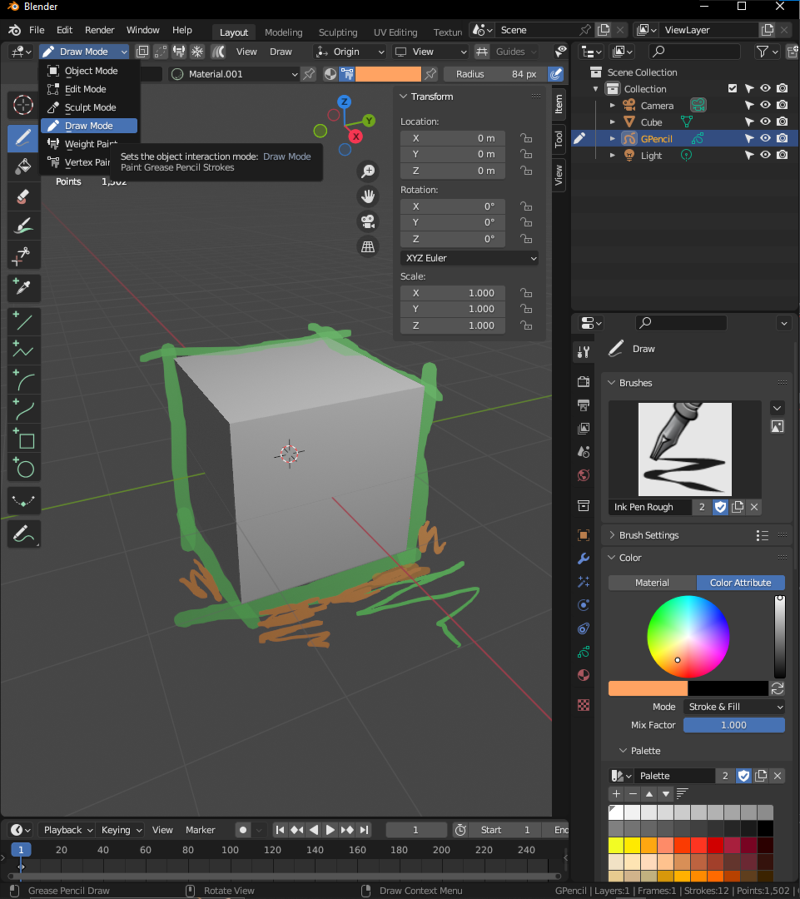 Blender
File Edit Render Window Help Layout Modeling Sculpting UV Editing Textun Scene ViewLayer
Draw Mode View Draw Origin View Guides
Material.001 Radius 84 px
Object Mode
Edit Mode
Sculpt Mode
Draw Mode
Weight Paint
Vertex Pain
Sets the object interaction mode: Draw Mode
Paint Grease Pencil Strokes
Points 1,502
Z
Y
X
Transform
Location:
X 0 m
Y 0 m
Z 0 m
Rotation:
X 0°
Y 0°
Z 0°
XYZ Euler
Scale:
X 1.000
Y 1.000
Z 1.000
Item
Tool
View
Scene Collection
Collection
Camera
Cube
GPencil
Light
Draw
Brushes
Ink Pen Rough 2
Brush Settings
Color
Material Color Attribute
Mode Stroke & Fill
Mix Factor 1.000
Palette
Palette 2
Playback Keying View Marker 1 Start 1 End
1 20 40 60 80 100 120 140 160 180 200 220 240
Grease Pencil Draw Rotate View Draw Context Menu GPencil | Layers:1 | Frames:1 | Strokes:12 | Points:1,502 |